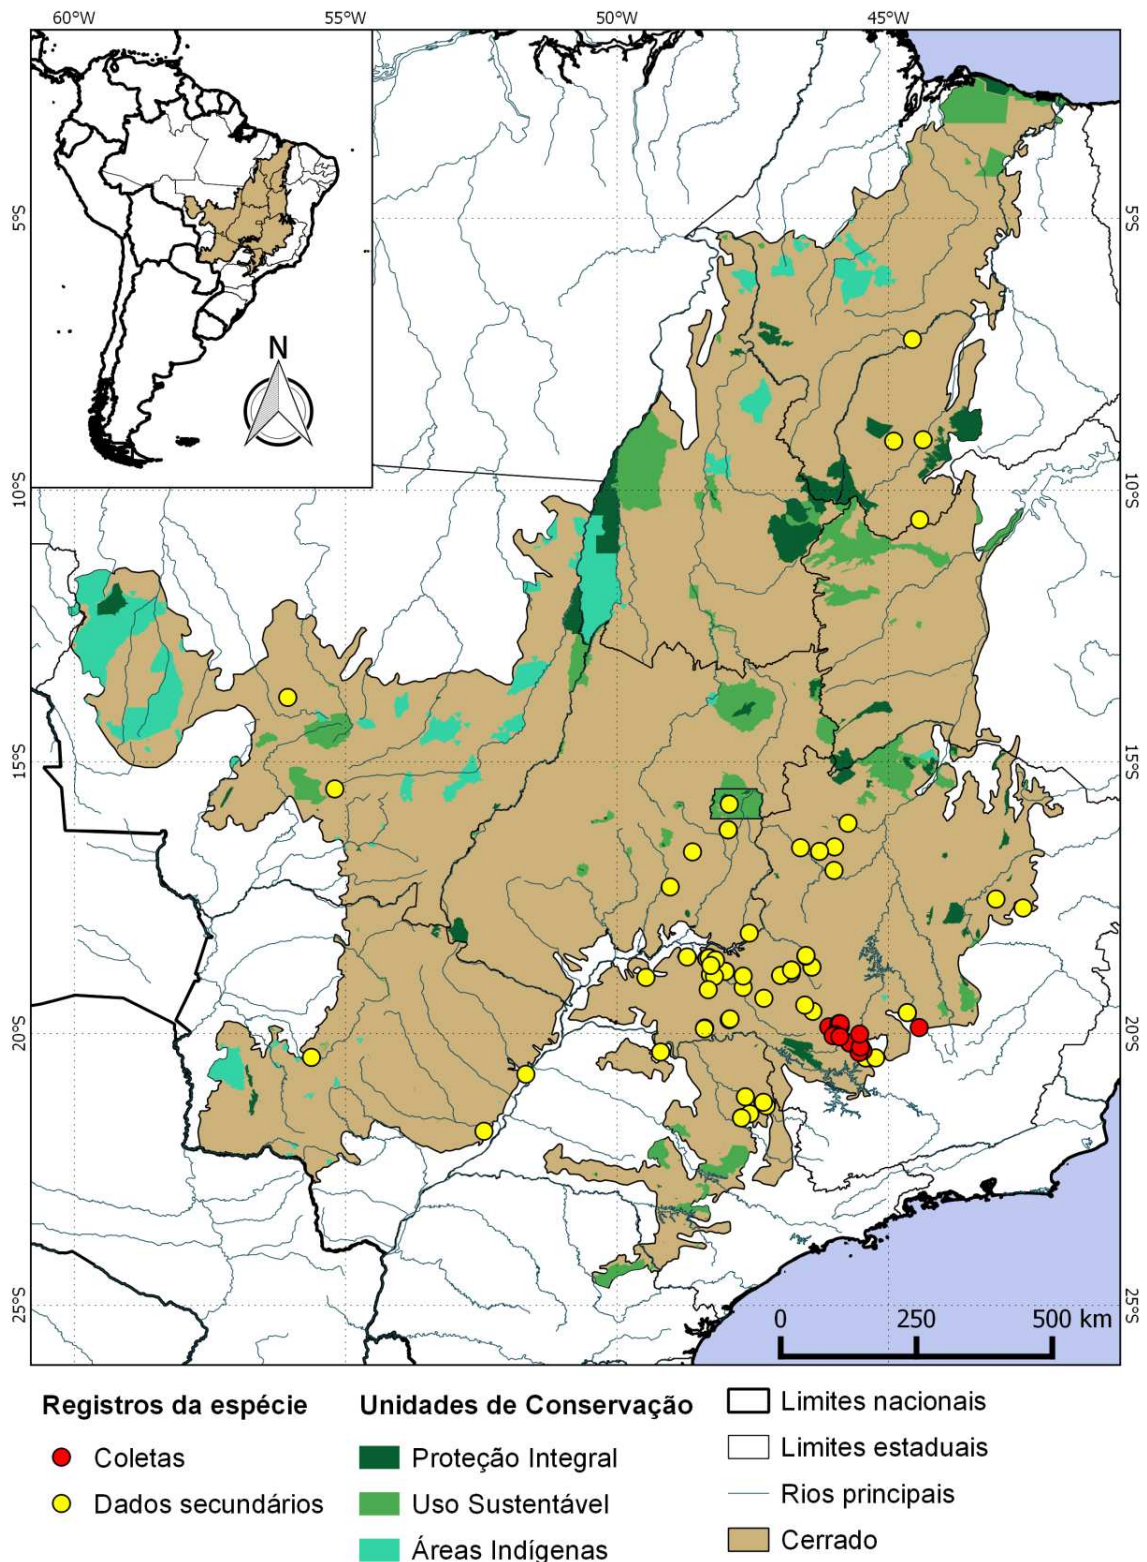 60°W 55°W 50°W 45°W
N
5°S 5°S
10°S 10°S
15°S 15°S
20°S 20°S
25°S 25°S
0 250 500 km
Registros da espécie
Coletas
Dados secundários
Unidades de Conservação
Proteção Integral
Uso Sustentável
Áreas Indígenas
Limites nacionais
Limites estaduais
Rios principais
Cerrado